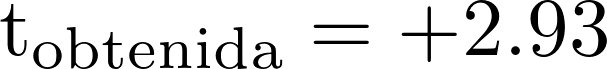 t_obtenida = +2.93